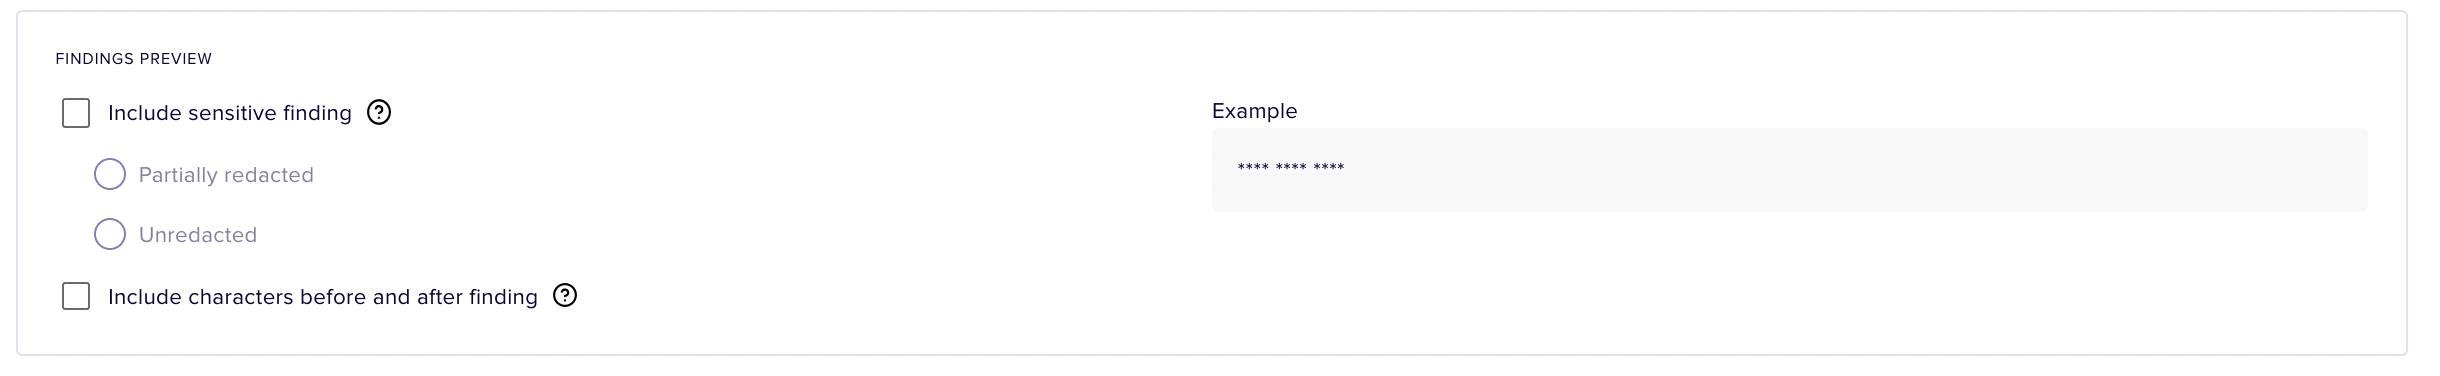 FINDINGS PREVIEW
Include sensitive finding
Partially redacted
Unredacted
Include characters before and after finding
Example
**** **** ****